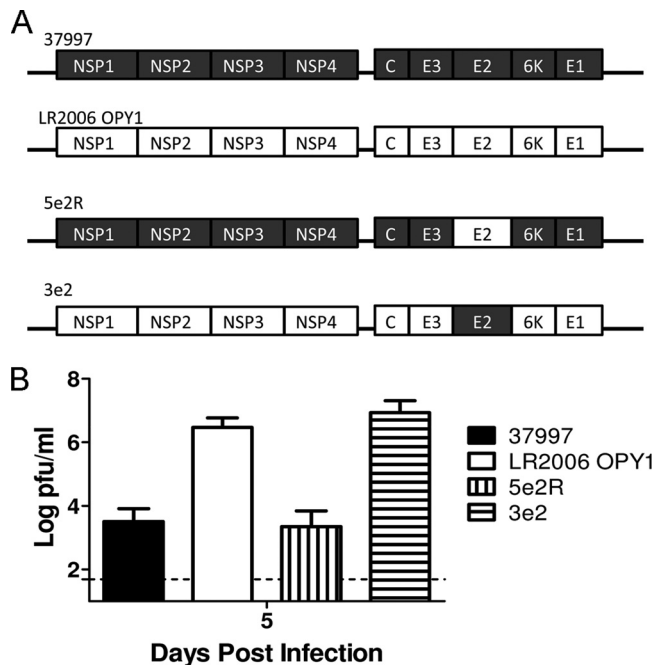 A
37997
NSP1 NSP2 NSP3 NSP4 C E3 E2 6K E1
LR2006 OPY1
NSP1 NSP2 NSP3 NSP4 C E3 E2 6K E1
5e2R
NSP1 NSP2 NSP3 NSP4 C E3 E2 6K E1
3e2
NSP1 NSP2 NSP3 NSP4 C E3 E2 6K E1
B
Log pfu/ml
8
6
4
2
5
Days Post Infection
37997
LR2006 OPY1
5e2R
3e2